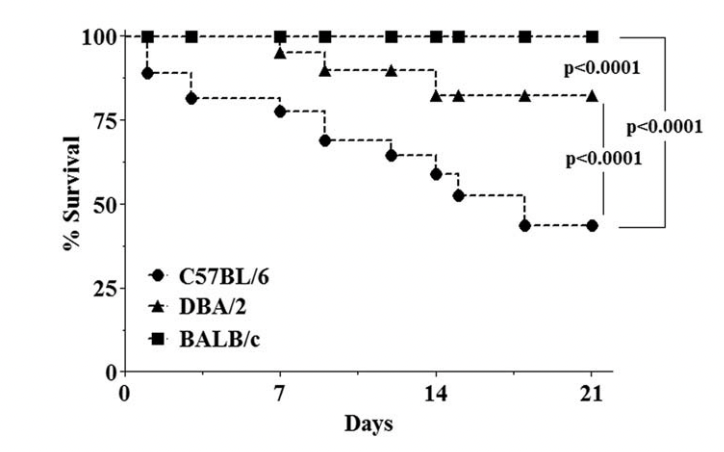 100
75
50
25
0
% Survival
p<0.0001
p<0.0001
p<0.0001
C57BL/6
DBA/2
BALB/c
0 7 14 21
Days